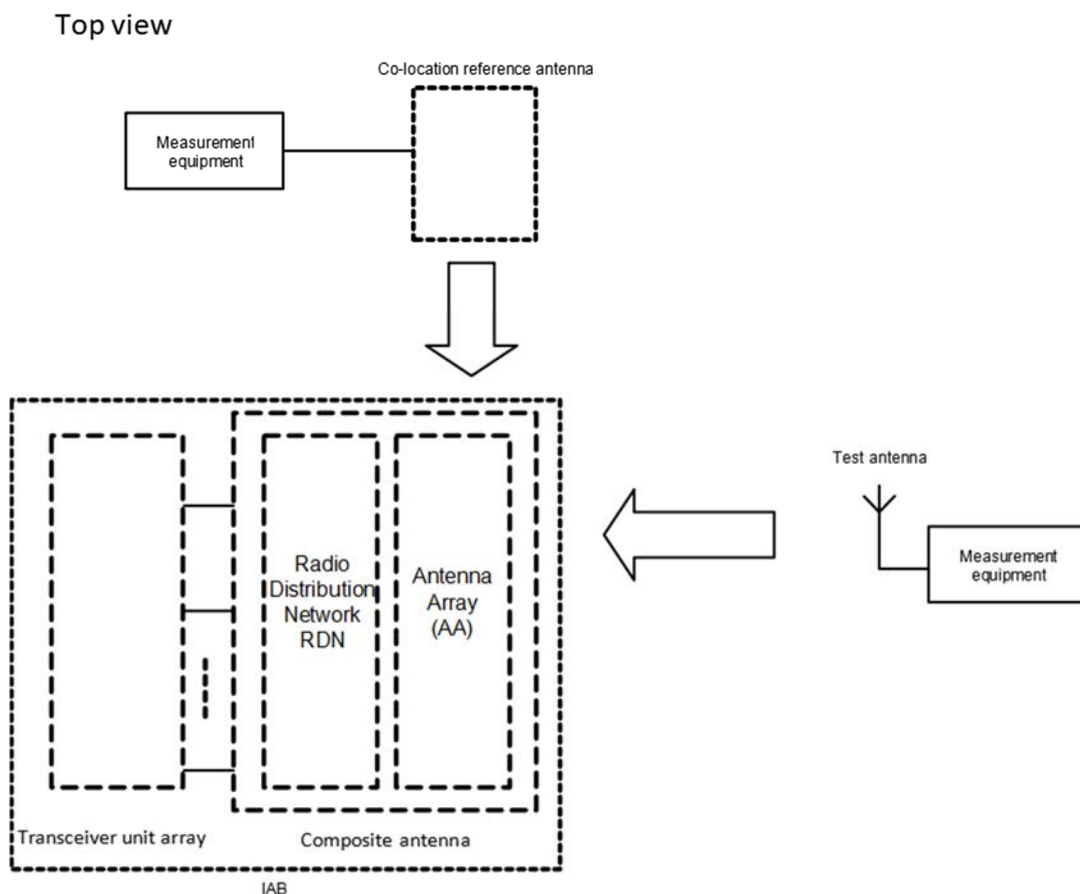 Top view
Co-location reference antenna
Measurement
equipment
Test antenna
Measurement
equipment
Radio
Distribution
Network
RDN
Antenna
Array
(AA)
Transceiver unit array
Composite antenna
IAB